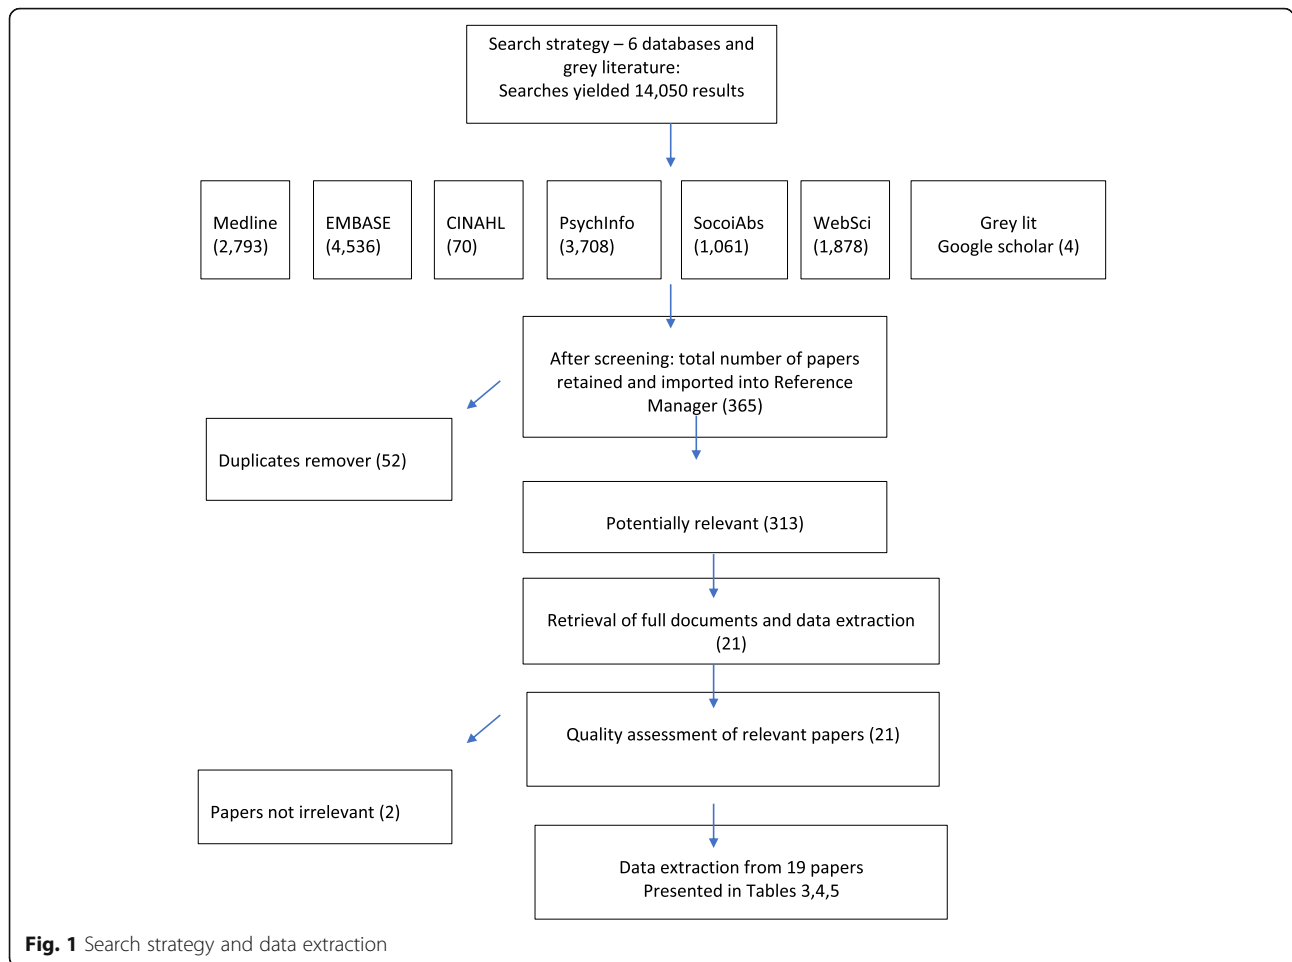 Search strategy – 6 databases and
grey literature:
Searches yielded 14,050 results
Medline
(2,793)
EMBASE
(4,536)
CINAHL
(70)
PsychInfo
(3,708)
SocoiAbs
(1,061)
WebSci
(1,878)
Grey lit
Google scholar (4)
After screening: total number of papers
retained and imported into Reference
Manager (365)
Duplicates remover (52)
Potentially relevant (313)
Retrieval of full documents and data extraction
(21)
Quality assessment of relevant papers (21)
Papers not irrelevant (2)
Data extraction from 19 papers
Presented in Tables 3,4,5
Fig. 1 Search strategy and data extraction